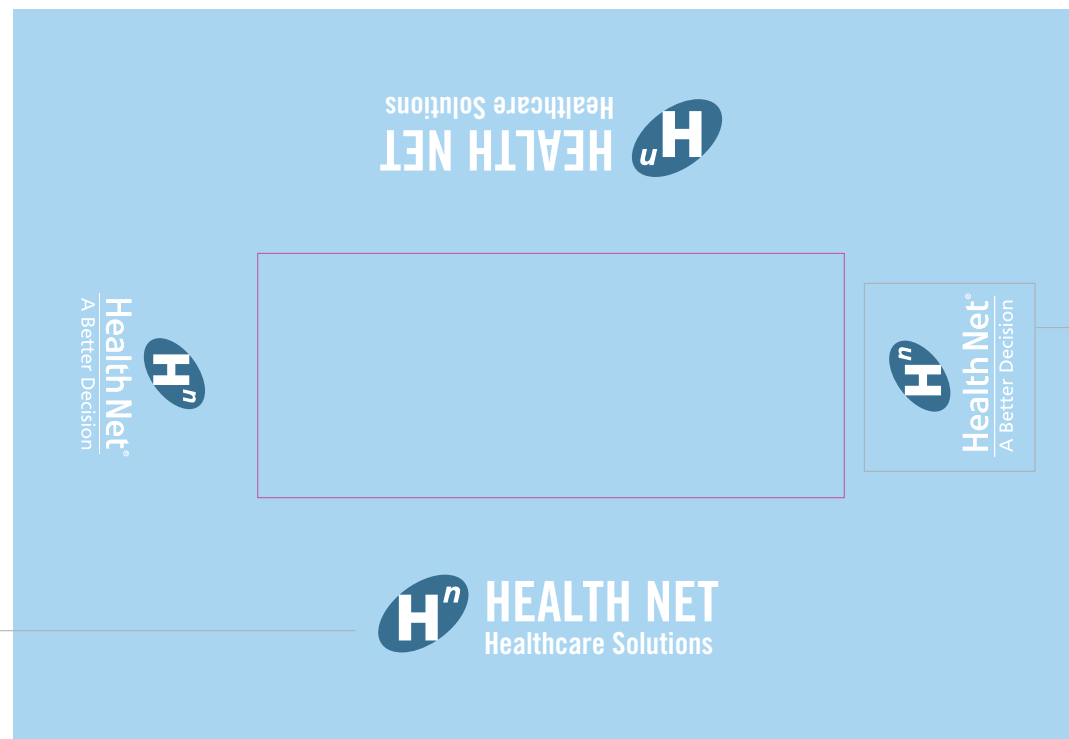 HEALTH NET
Healthcare Solutions
Hn
Health Net®
A Better Decision
Hn
Hn
Health Net®
A Better Decision
Hn
HEALTH NET
Healthcare Solutions